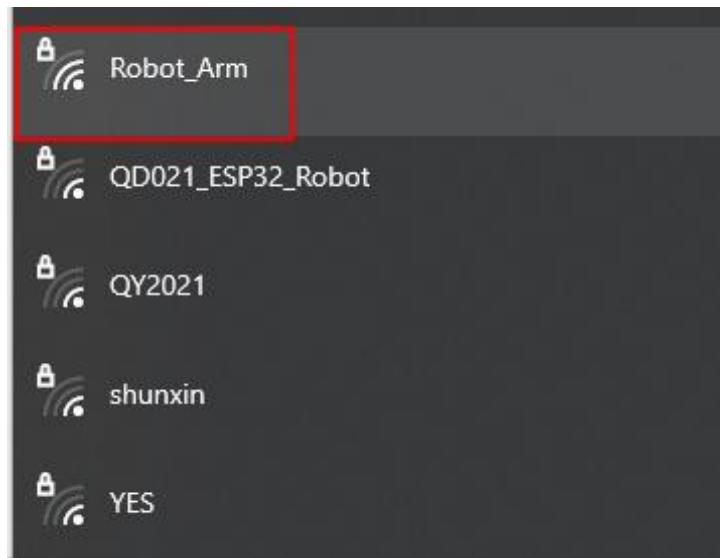 Robot_Arm
QD021_ESP32_Robot
QY2021
shunxin
YES